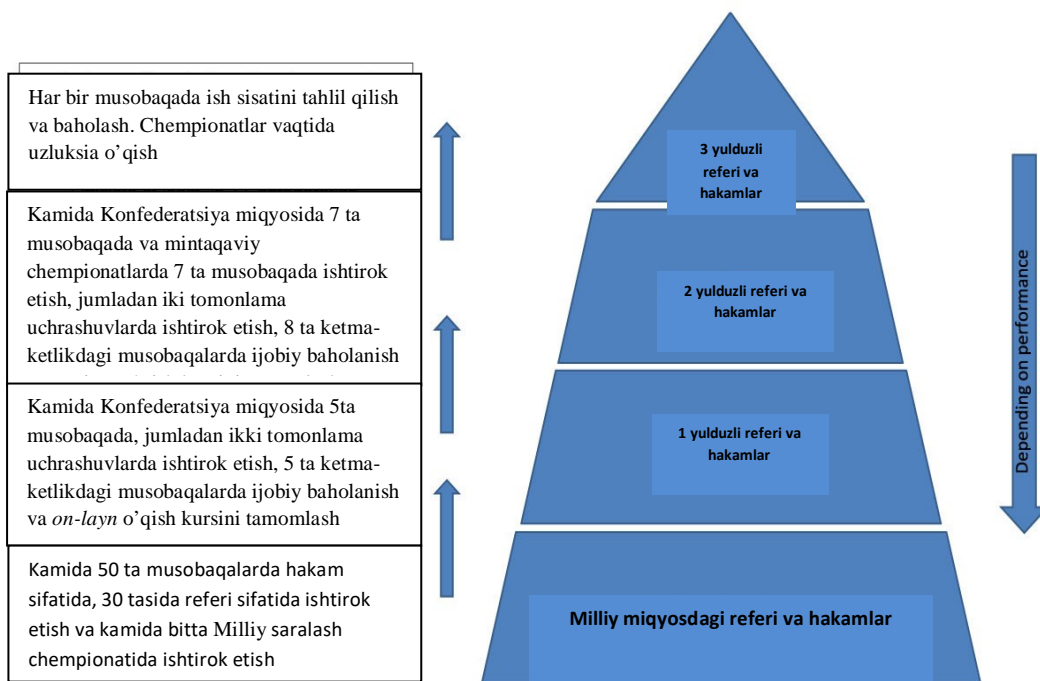 Har bir musobaqada ish sisatini tahlil qilish
va baholash. Chempionatlar vaqtida
uzluksia o’qish
Kamida Konfederatsiya miqyosida 7 ta
musobaqada va mintaqaviy
chempionatlarda 7 ta musobaqada ishtirok
etish, jumladan iki tomonlama
uchrashuvlarda ishtirok etish, 8 ta ketma-
ketlikdagi musobaqalarda ijobiy baholanish
Kamida Konfederatsiya miqyosida 5ta
musobaqada, jumladan ikki tomonlama
uchrashuvlarda ishtirok etish, 5 ta ketma-
ketlikdagi musobaqalarda ijobiy baholanish
va on-layn o’qish kursini tamomlash
Kamida 50 ta musobaqalarda hakam
sifatida, 30 tasida referi sifatida ishtirok
etish va kamida bitta Milliy saralash
chempionatida ishtirok etish
3 yulduzli
referi va
hakamlar
2 yulduzli referi va
hakamlar
1 yulduzli referi va
hakamlar
Milliy miqyosdagi referi va hakamlar
Depending on performance